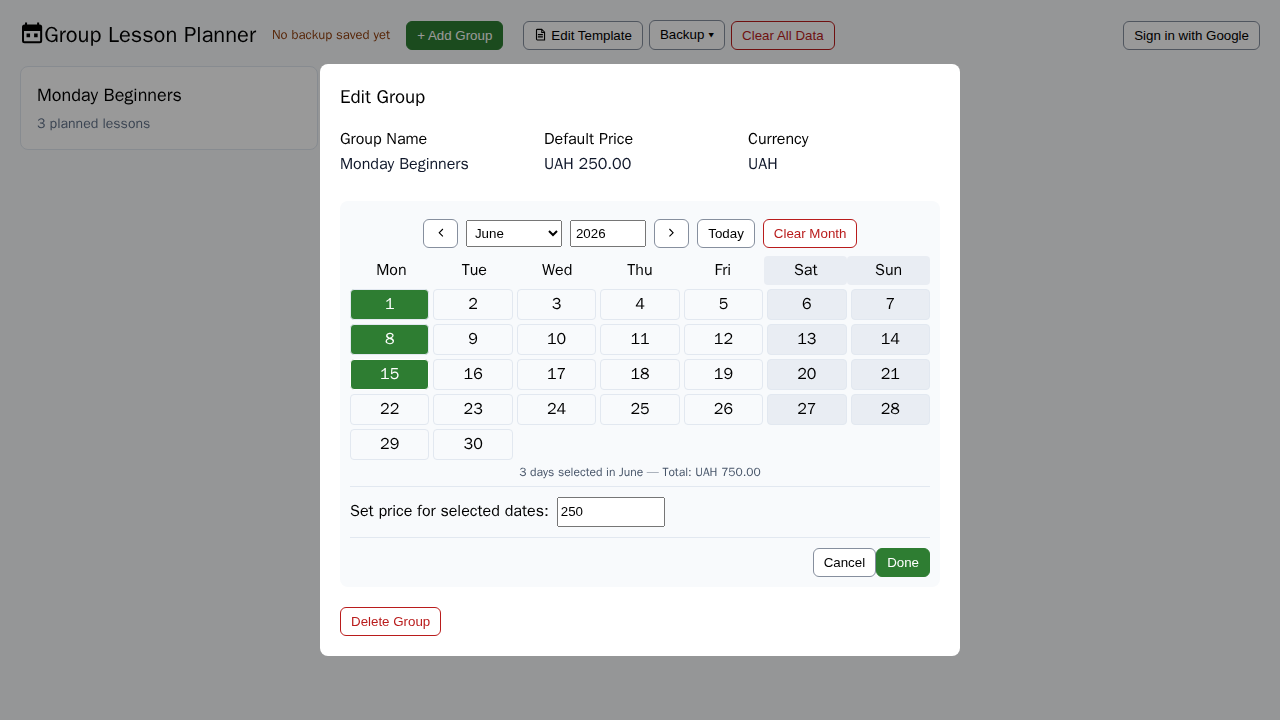 Group Lesson Planner No backup saved yet + Add Group Edit Template Backup ▾ Clear All Data Sign in with Google
Monday Beginners
3 planned lessons
Edit Group
Group Name Default Price Currency
Monday Beginners UAH 250.00 UAH
June 2026 Today Clear Month
Mon Tue Wed Thu Fri Sat Sun
1 2 3 4 5 6 7
8 9 10 11 12 13 14
15 16 17 18 19 20 21
22 23 24 25 26 27 28
29 30
3 days selected in June — Total: UAH 750.00
Set price for selected dates: 250
Cancel Done
Delete Group